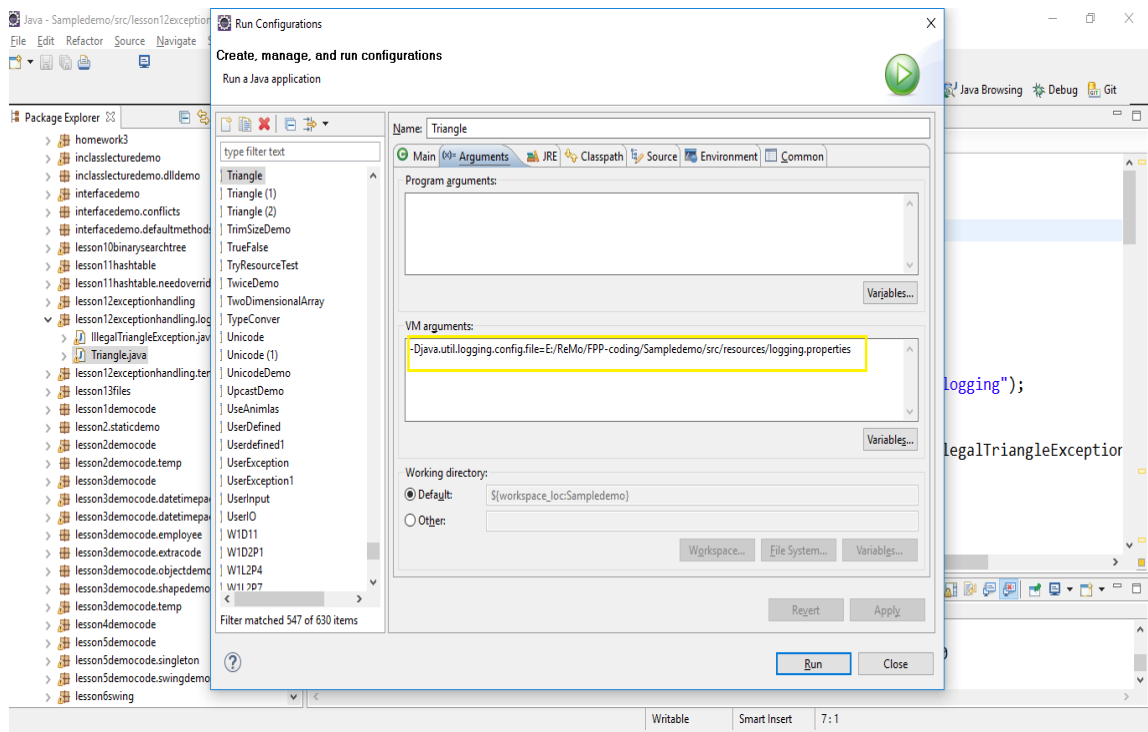 Java - Sampledemo/src/lesson12exception
Run Configurations
File Edit Refactor Source Navigate
Create, manage, and run configurations
Run a Java application
Java Browsing Debug Git
Package Explorer
homework3
inclasslecturedemo
inclasslecturedemo.dlldemo
interfacedemo
interfacedemo.conflicts
interfacedemo.defaultmethods
lesson10binarysearchtree
lesson11hashtable
lesson11hashtable.needoverrid
lesson12exceptionhandling
lesson12exceptionhandling.log
IllegalTriangleException.jav
Triangle.java
lesson12exceptionhandling.ter
lesson13files
lesson1democode
lesson2.staticdemo
lesson2democode
lesson2democode.temp
lesson3democode
lesson3democode.datetimepa
lesson3democode.datetimepa
lesson3democode.employee
lesson3democode.extracode
lesson3democode.objectdemo
lesson3democode.shapedemo
lesson3democode.temp
lesson4democode
lesson5democode
lesson5democode.singleton
lesson5democode.swingdemo
lesson6swing
type filter text
Triangle
Triangle (1)
Triangle (2)
TrimSizeDemo
TrueFalse
TryResourceTest
TwiceDemo
TwoDimensionalArray
TypeConver
Unicode
Unicode (1)
UnicodeDemo
UpcastDemo
UseAnimlas
UserDefined
Userdefined1
UserException
UserException1
UserInput
UserIO
W1D11
W1D2P1
W1L2P4
W1L2P7
Filter matched 547 of 630 items
Name: Triangle
Main (x)= Arguments JRE Classpath Source Environment Common
Program arguments:
Variables...
VM arguments:
-Djava.util.logging.config.file=E:/ReMo/FPP-coding/Sampledemo/src/resources/logging.properties
Variables...
Working directory:
Default: ${workspace_loc:Sampledemo}
Other:
Workspace... File System... Variables...
Revert Apply
Run Close
logging");
legalTriangleException
Writable Smart Insert 7:1